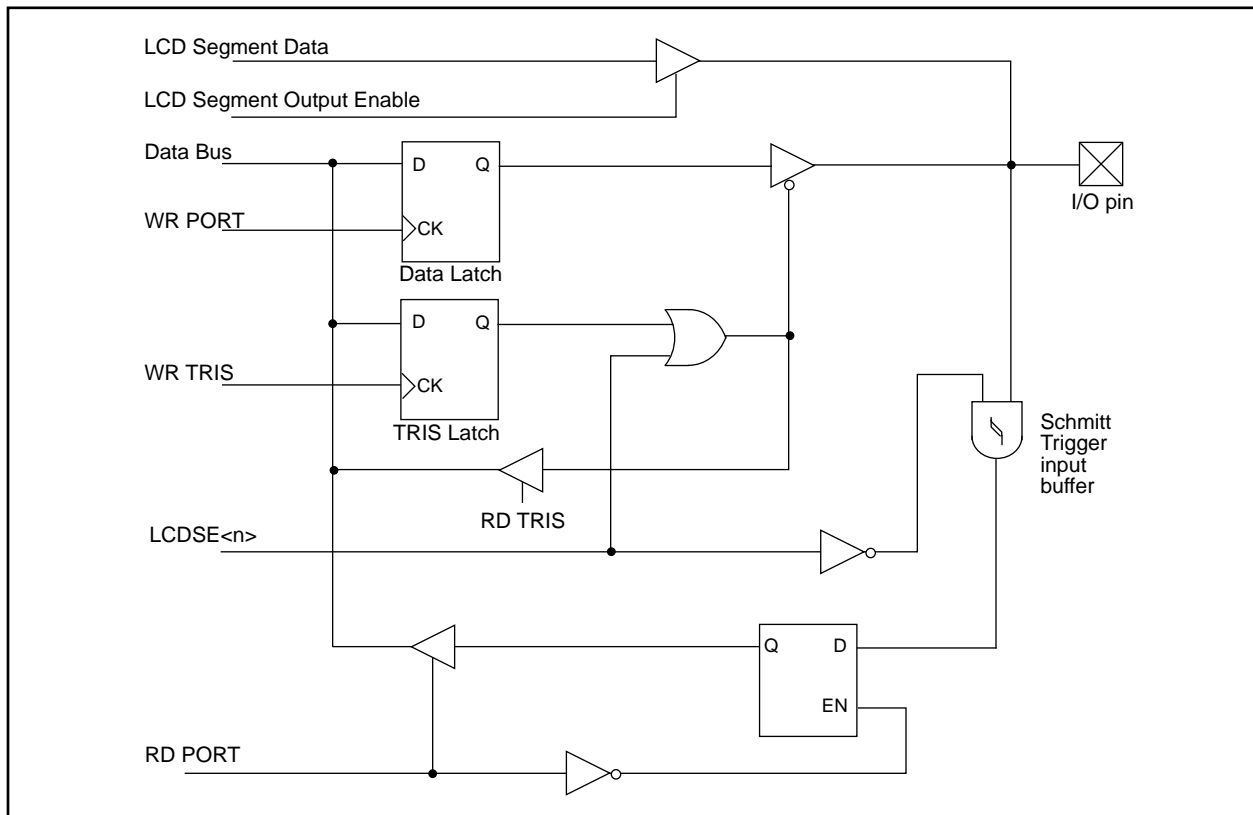 LCD Segment Data
LCD Segment Output Enable
Data Bus
D
Q
I/O pin
WR PORT
CK
Data Latch
D
Q
WR TRIS
CK
TRIS Latch
Schmitt
Trigger
input
buffer
RD TRIS
LCDSE<n>
Q
D
EN
RD PORT